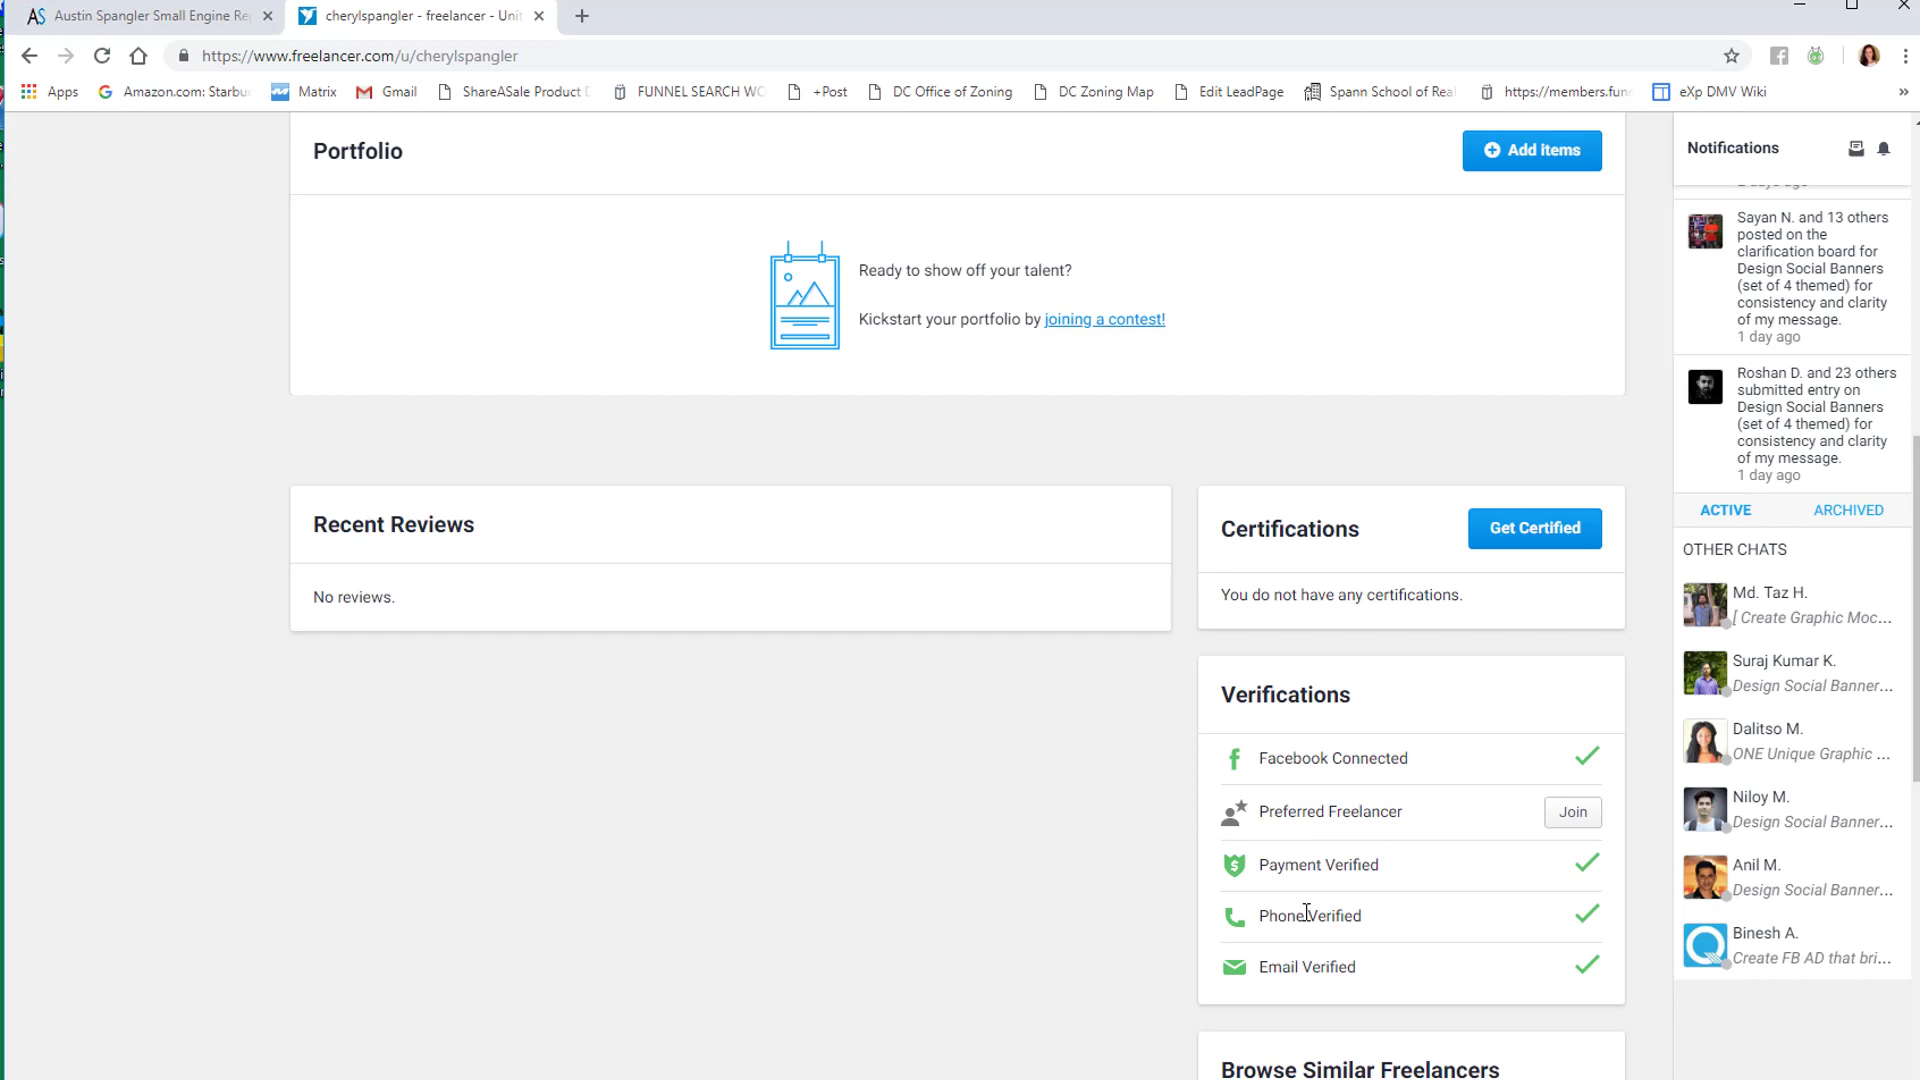 AS Austin Spangler Small Engine Re
cherylspangler - freelancer - Unit
https://www.freelancer.com/u/cherylspangler
Apps
Amazon.com: Starbu
Matrix
Gmail
ShareASale Product D
FUNNEL SEARCH WO
+Post
DC Office of Zoning
DC Zoning Map
Edit LeadPage
Spann School of Real
https://members.funn
eXp DMV Wiki
»
Portfolio
Add items
Ready to show off your talent?
Kickstart your portfolio by joining a contest!
Recent Reviews
No reviews.
Certifications
Get Certified
You do not have any certifications.
Verifications
Facebook Connected
Preferred Freelancer
Join
Payment Verified
Phone Verified
Email Verified
Browse Similar Freelancers
Notifications
Sayan N. and 13 others
posted on the
clarification board for
Design Social Banners
(set of 4 themed) for
consistency and clarity
of my message.
1 day ago
Roshan D. and 23 others
submitted entry on
Design Social Banners
(set of 4 themed) for
consistency and clarity
of my message.
1 day ago
ACTIVE
ARCHIVED
OTHER CHATS
Md. Taz H.
[ Create Graphic Moc...
Suraj Kumar K.
Design Social Banner...
Dalitso M.
ONE Unique Graphic ...
Niloy M.
Design Social Banner...
Anil M.
Design Social Banner...
Binesh A.
Create FB AD that bri...